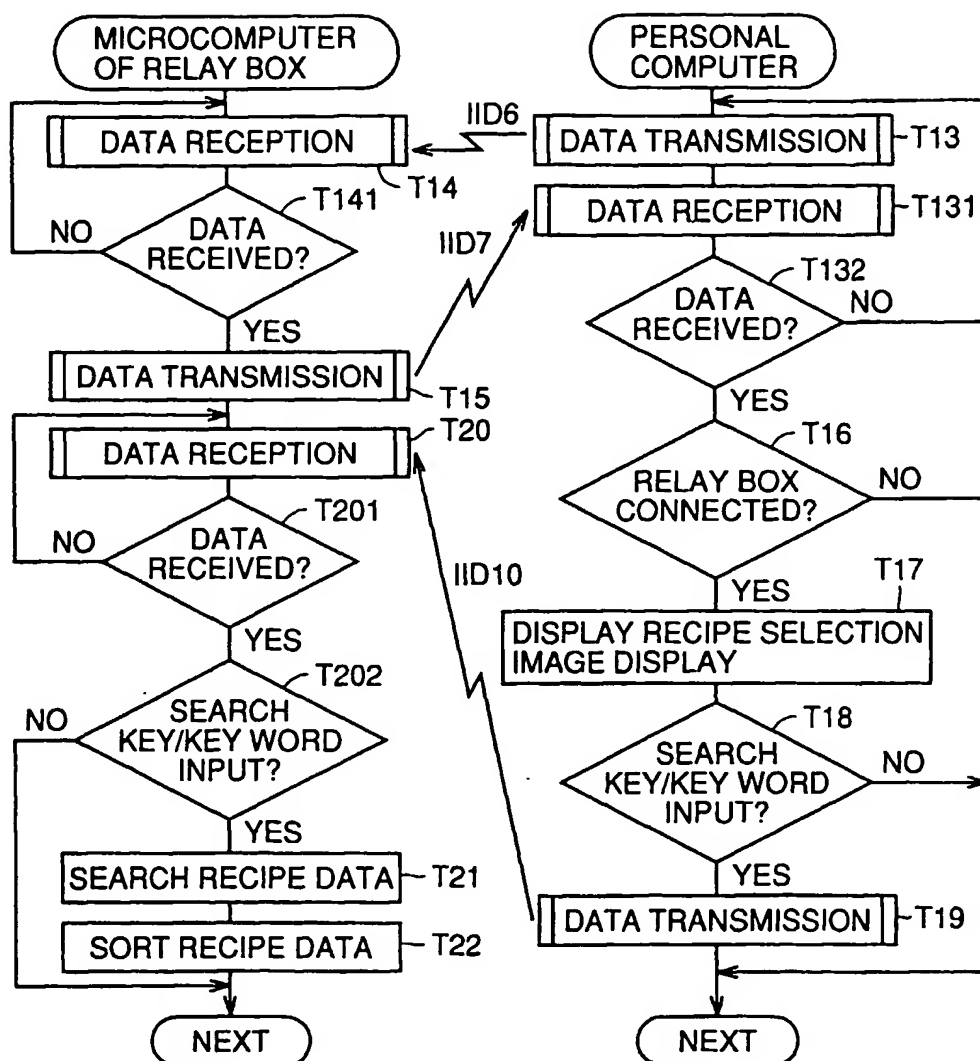 MICROCOMPUTER
OF RELAY BOX
DATA RECEPTION
T14
T141
DATA
RECEIVED?
NO
YES
DATA TRANSMISSION
T15
DATA RECEPTION
T20
T201
DATA
RECEIVED?
NO
YES
T202
SEARCH
KEY/KEY WORD
INPUT?
NO
YES
SEARCH RECIPE DATA
T21
SORT RECIPE DATA
T22
NEXT
IID6
IID7
IID10
PERSONAL
COMPUTER
DATA TRANSMISSION
T13
DATA RECEPTION
T131
T132
DATA
RECEIVED?
NO
YES
T16
RELAY BOX
CONNECTED?
NO
YES
T17
DISPLAY RECIPE SELECTION
IMAGE DISPLAY
T18
SEARCH
KEY/KEY WORD
INPUT?
NO
YES
DATA TRANSMISSION
T19
NEXT